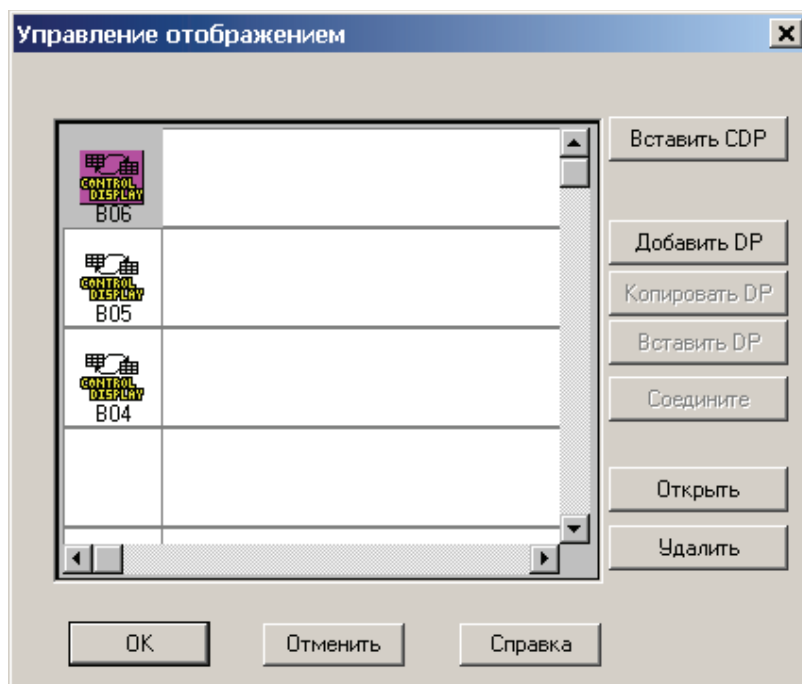 Управление отображением
Вставить CDP
CONTROL
DISPLAY
B06
Добавить DP
Копировать DP
CONTROL
DISPLAY
B05
Вставить DP
CONTROL
DISPLAY
B04
Соедините
Открыть
Удалить
OK
Отменить
Справка